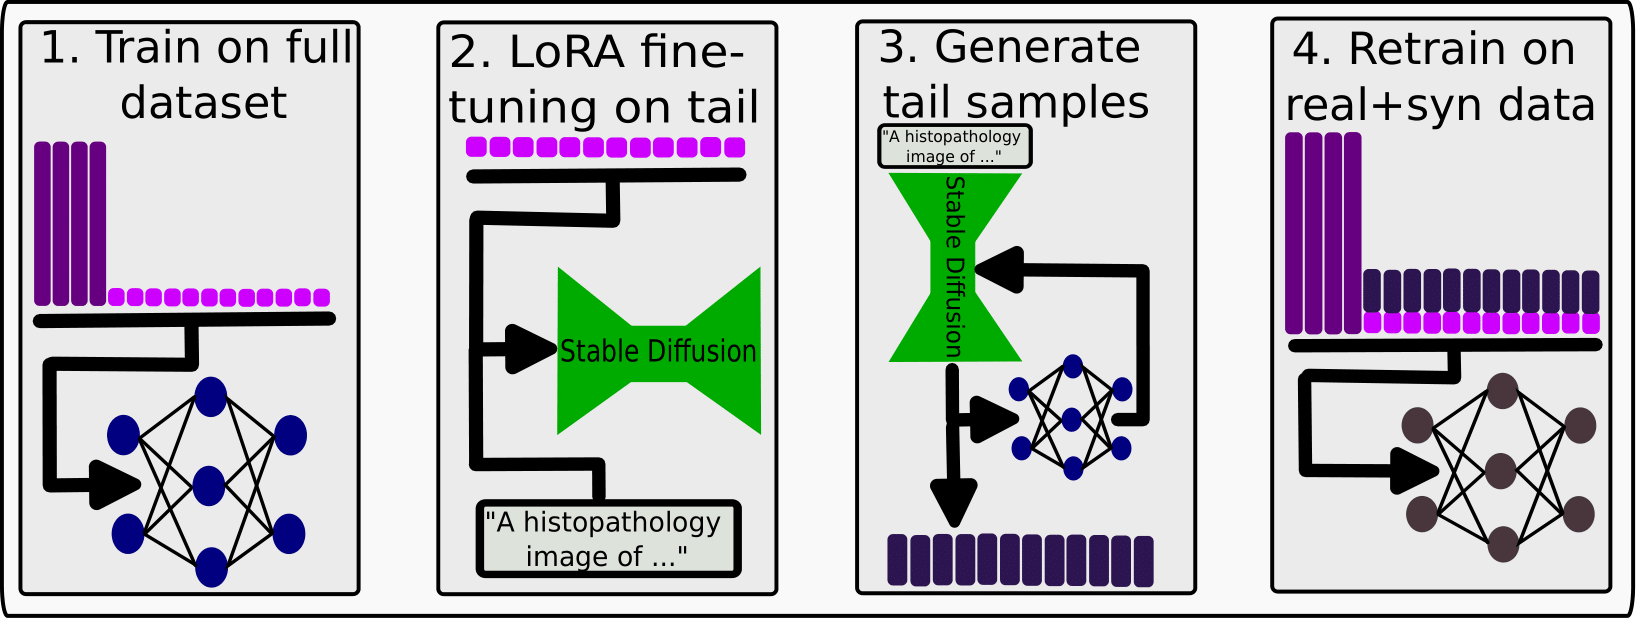 1. Train on full
dataset
2. LoRA fine-
tuning on tail
Stable Diffusion
"A histopathology
image of ..."
3. Generate
tail samples
"A histopathology
image of ..."
Stable Diffusion
4. Retrain on
real+syn data